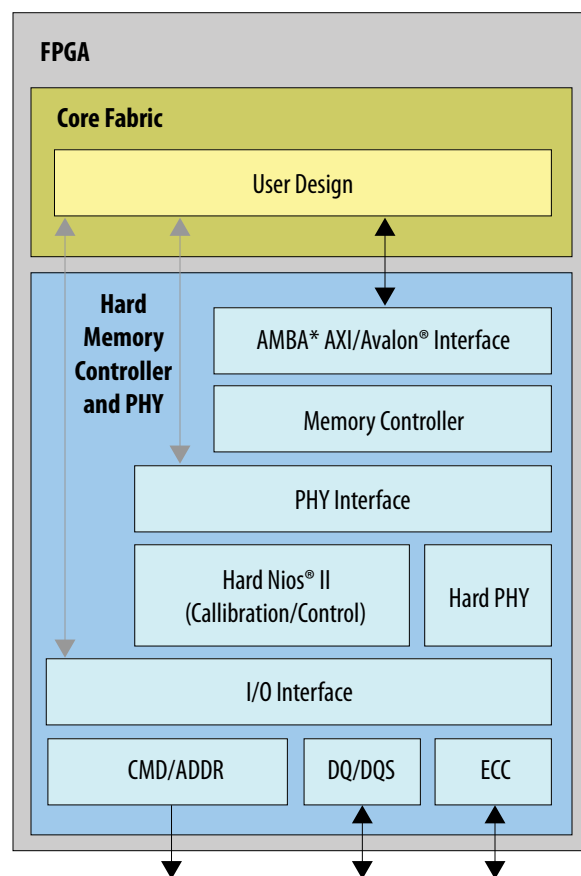 FPGA
Core Fabric
User Design
Hard
Memory
Controller
and PHY
AMBA* AXI/Avalon® Interface
Memory Controller
PHY Interface
Hard Nios® II
(Callibration/Control)
Hard PHY
I/O Interface
CMD/ADDR
DQ/DQS
ECC